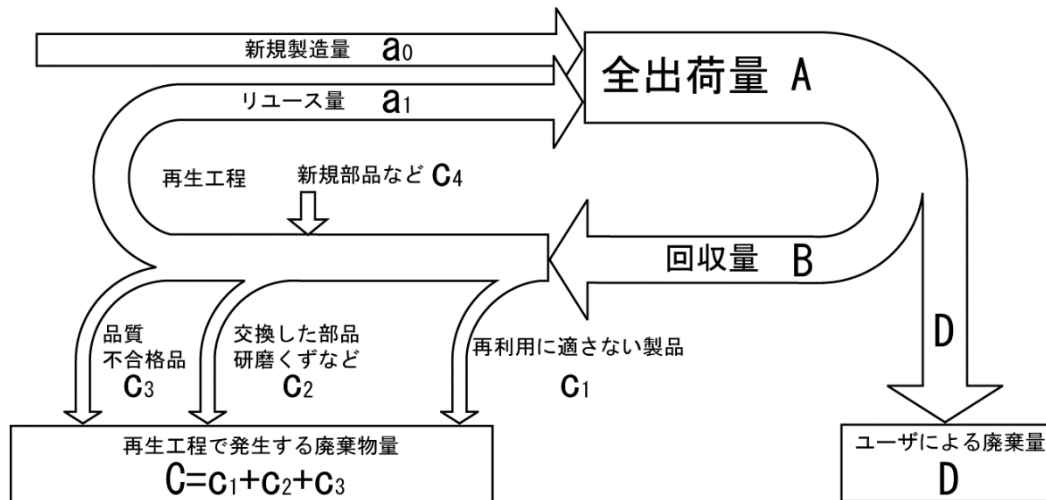 新規製造量 a0
全出荷量 A
リユース量 a1
再生工程
新規部品など c4
回収量 B
品質
不合格品
c3
交換した部品
研磨くずなど
c2
再利用に適さない製品
c1
D
再生工程で発生する廃棄物量
C=c1+c2+c3
ユーザによる廃棄量
D